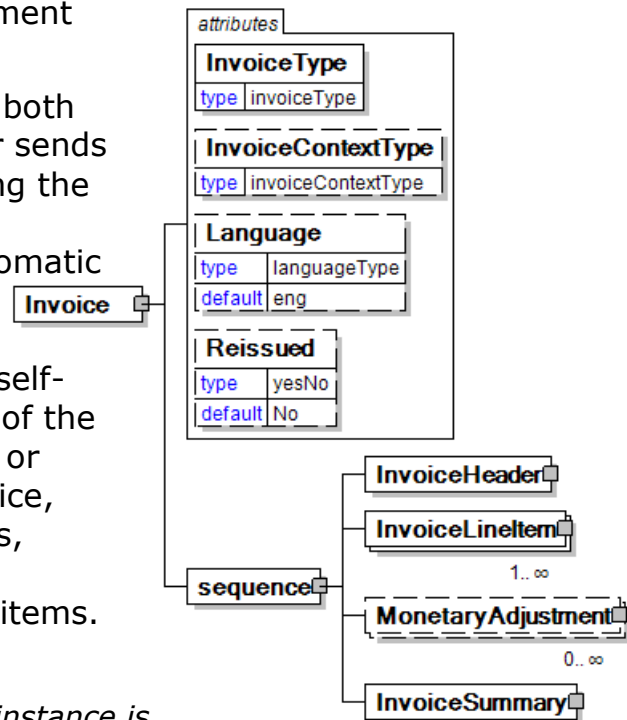 ment
both
r sends
ng the
omatic
self-
of the
or
ice,
s,
items.
instance is
attributes
InvoiceType
type invoiceType
InvoiceContextType
type invoiceContextType
Language
type languageType
default eng
Reissued
type yesNo
default No
Invoice
sequence
InvoiceHeader
InvoiceLineItem
1.. ∞
MonetaryAdjustment
0.. ∞
InvoiceSummary